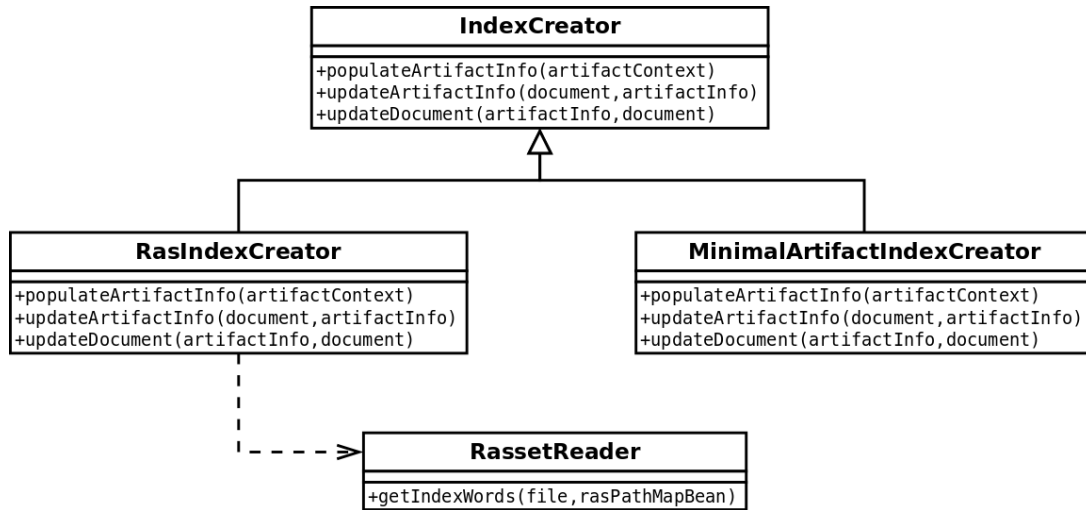 IndexCreator
+populateArtifactInfo(artifactContext)
+updateArtifactInfo(document,artifactInfo)
+updateDocument(artifactInfo,document)
RasIndexCreator
+populateArtifactInfo(artifactContext)
+updateArtifactInfo(document,artifactInfo)
+updateDocument(artifactInfo,document)
MinimalArtifactIndexCreator
+populateArtifactInfo(artifactContext)
+updateArtifactInfo(document,artifactInfo)
+updateDocument(artifactInfo,document)
RassetReader
+getIndexWords(file,rasPathMapBean)